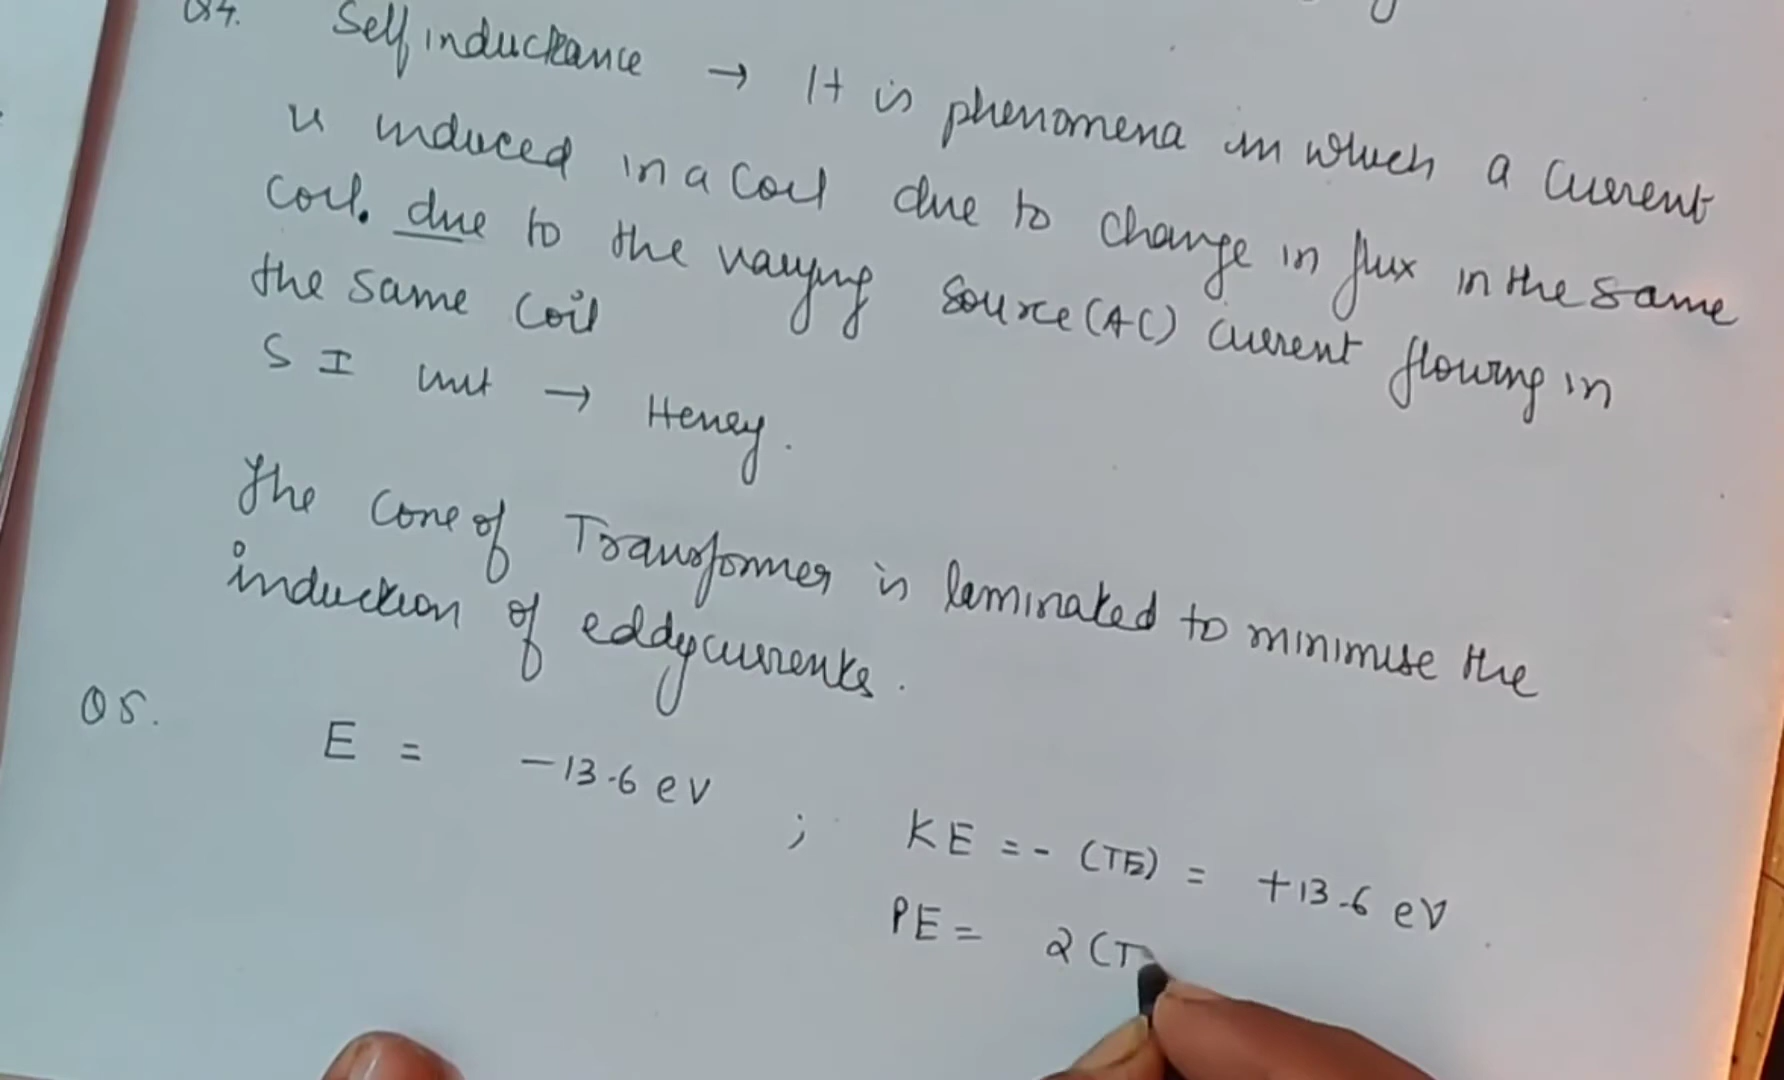 Q4. Self inductance → It is phenomena in which a current
is induced in a coil due to change in flux in the same
coil. due to the varying source (AC) current flowing in
the same coil
SI unit → Henry.
The core of Transformer is laminated to minimise the
induction of eddy currents.
Q5. E = -13.6 eV ; KE = - (TE) = +13.6 eV
PE = 2 (T